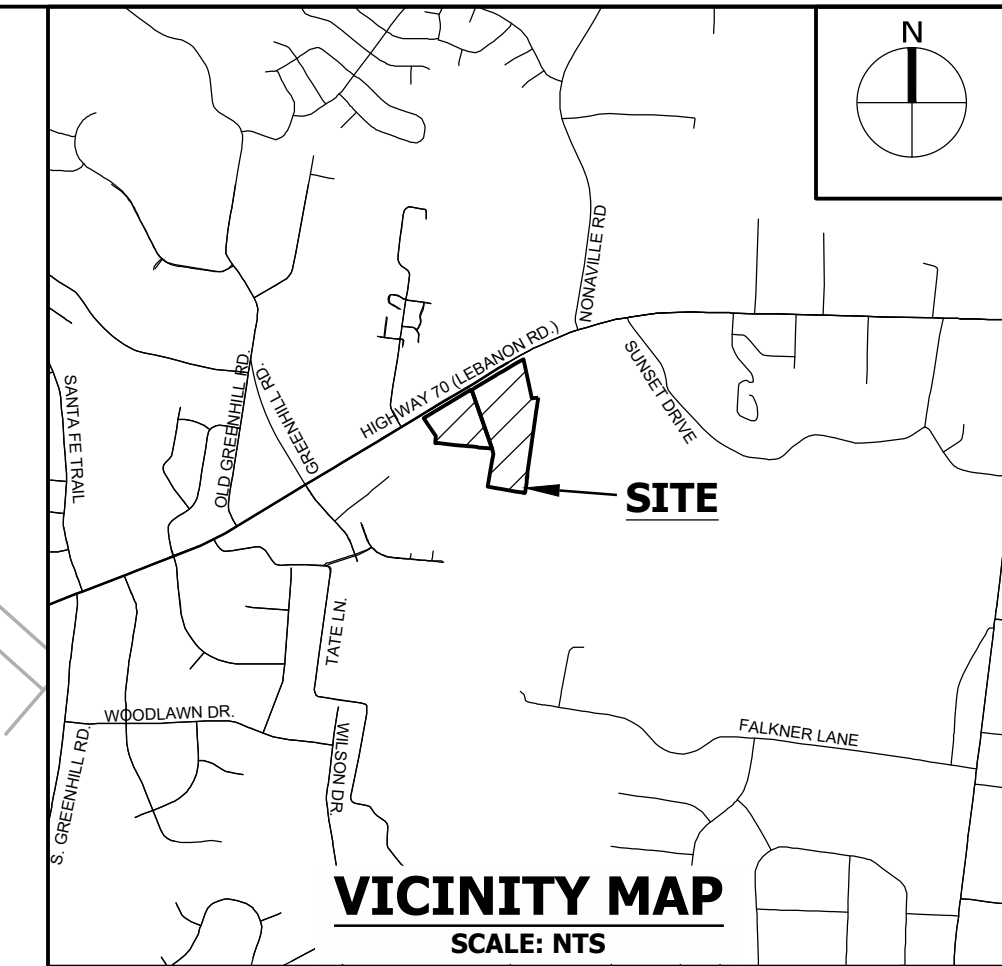 N
NONAVILLE RD
HIGHWAY 70 (LEBANON RD.)
SUNSET DRIVE
SANTA FE TRAIL
OLD GREENHILL RD.
GREENHILL RD.
SITE
TATE LN.
WOODLAWN DR.
WILSON DR.
S. GREENHILL RD.
FALKNER LANE
VICINITY MAP
SCALE: NTS